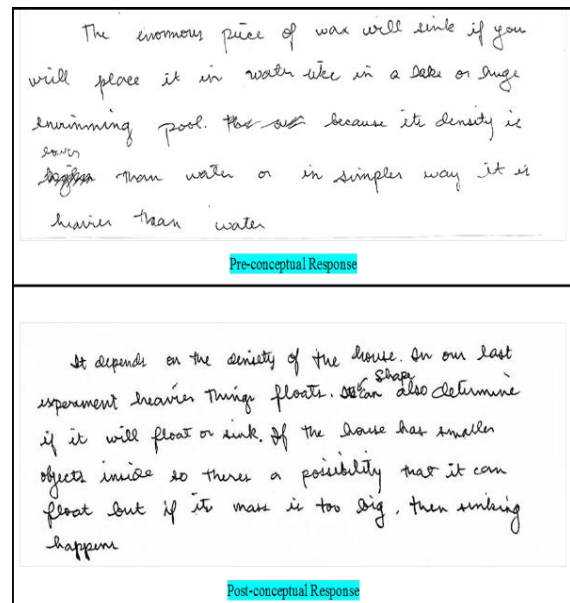 The enormous piece of wax will sink if you
will place it in water like in a lake or huge
swimming pool. because its density is
lower
than water or in simpler way it is
heavier than water
Pre-conceptual Response
It depends on the density of the house. In our last
Shape
experiment heavier things floats. can also determine
if it will float or sink. If the house has smaller
objects inside so theres a possibility that it can
float but if its mass is too big, then sinking
happens
Post-conceptual Response